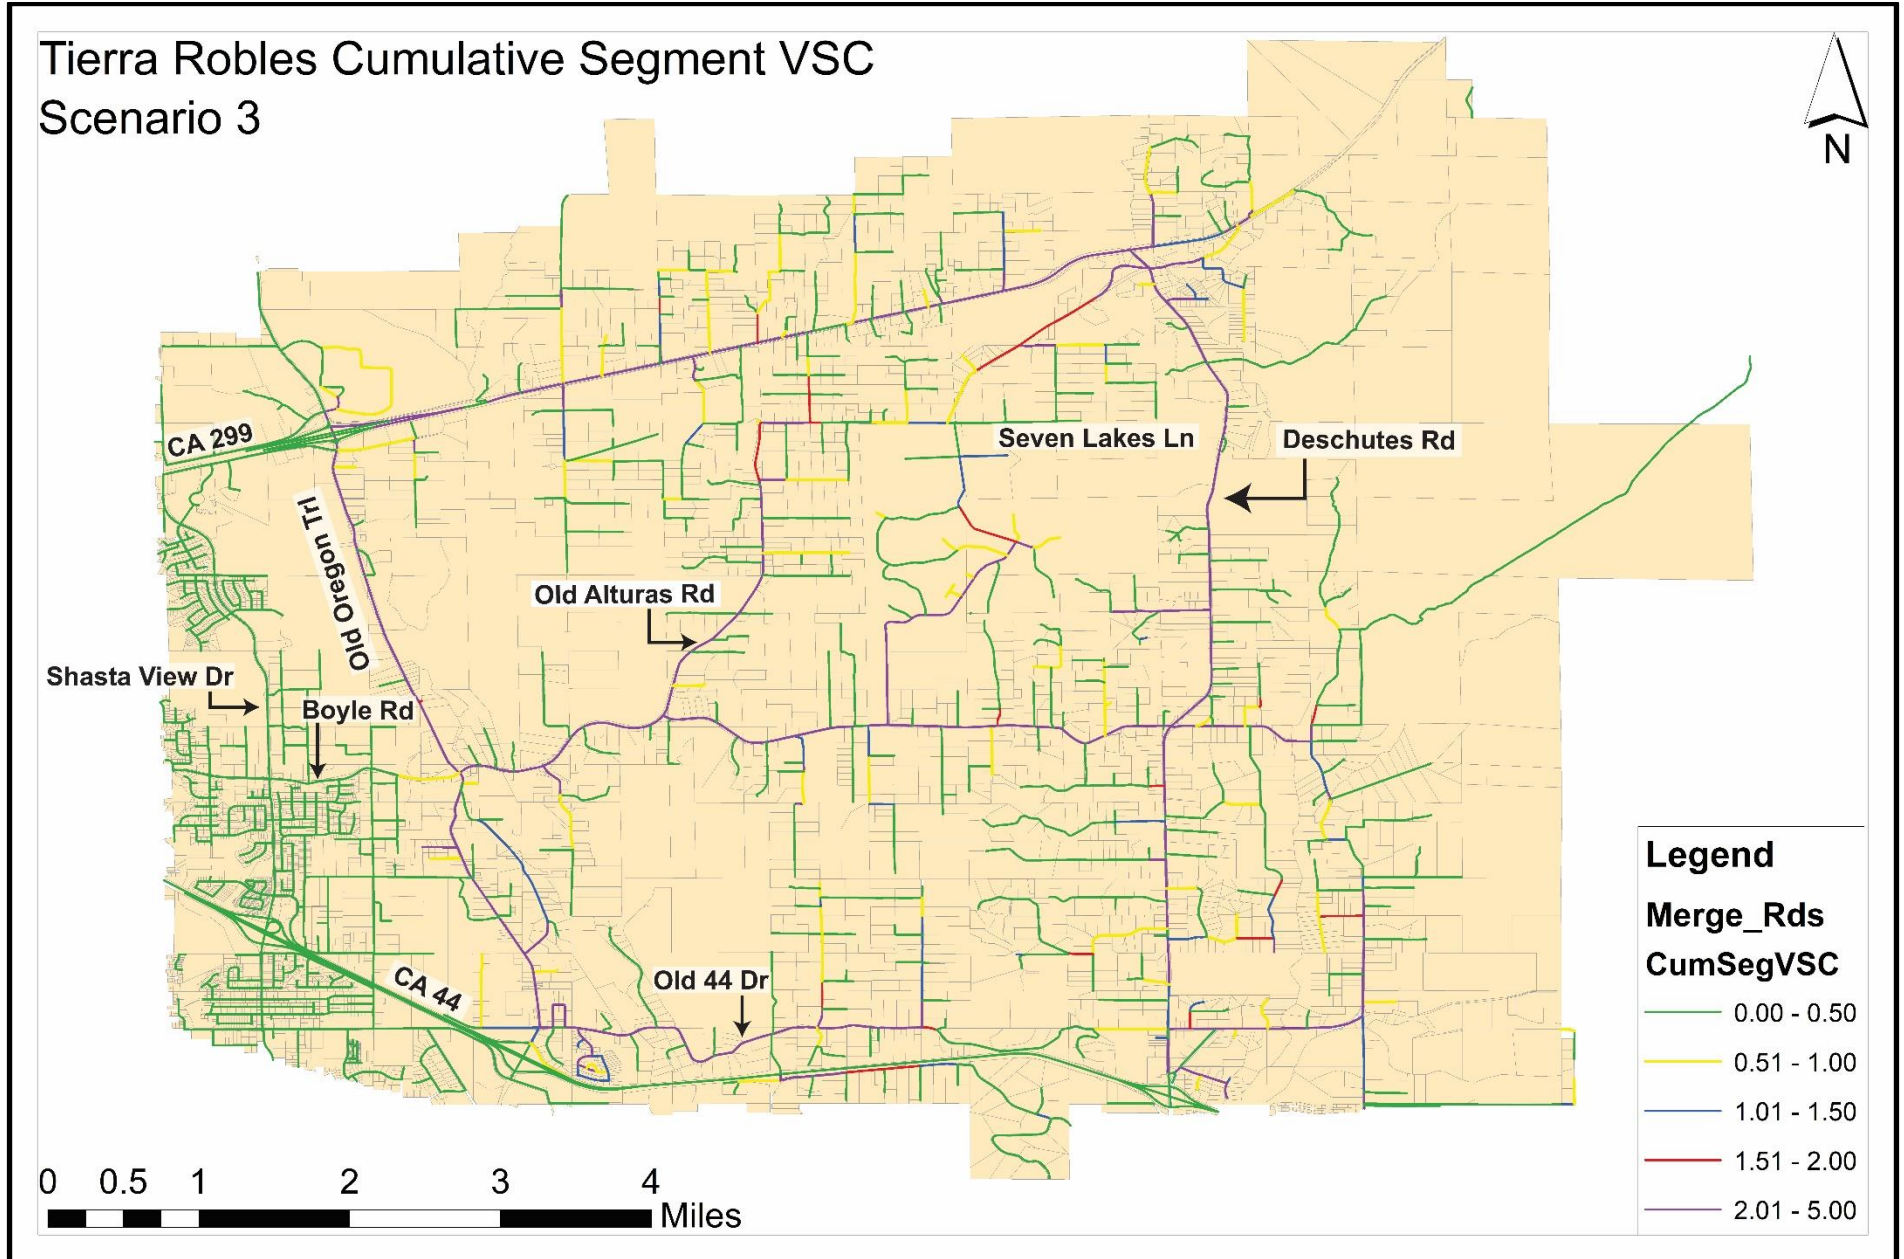 Tierra Robles Cumulative Segment VSC
Scenario 3
N
CA 299
Seven Lakes Ln
Deschutes Rd
Old Oregon Trl
Old Alturas Rd
Shasta View Dr
Boyle Rd
CA 44
Old 44 Dr
Legend
Merge_Rds
CumSegVSC
0.00 - 0.50
0.51 - 1.00
1.01 - 1.50
1.51 - 2.00
2.01 - 5.00
0 0.5 1 2 3 4
Miles